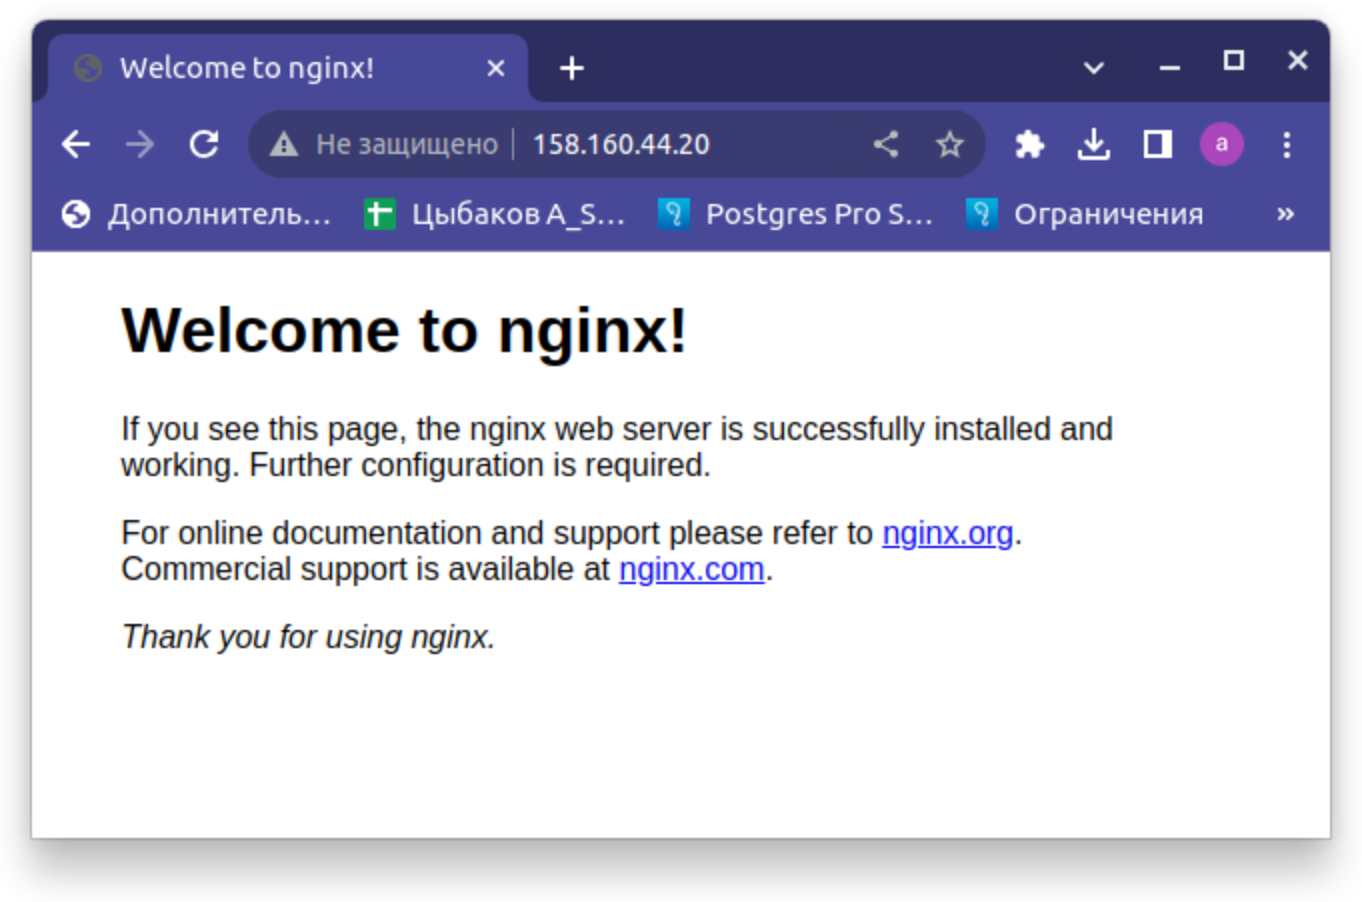 Welcome to nginx!
Не защищено 158.160.44.20
a
Дополнитель... Цыбаков A_S... Postgres Pro S... Ограничения »
Welcome to nginx!
If you see this page, the nginx web server is successfully installed and
working. Further configuration is required.
For online documentation and support please refer to nginx.org.
Commercial support is available at nginx.com.
Thank you for using nginx.